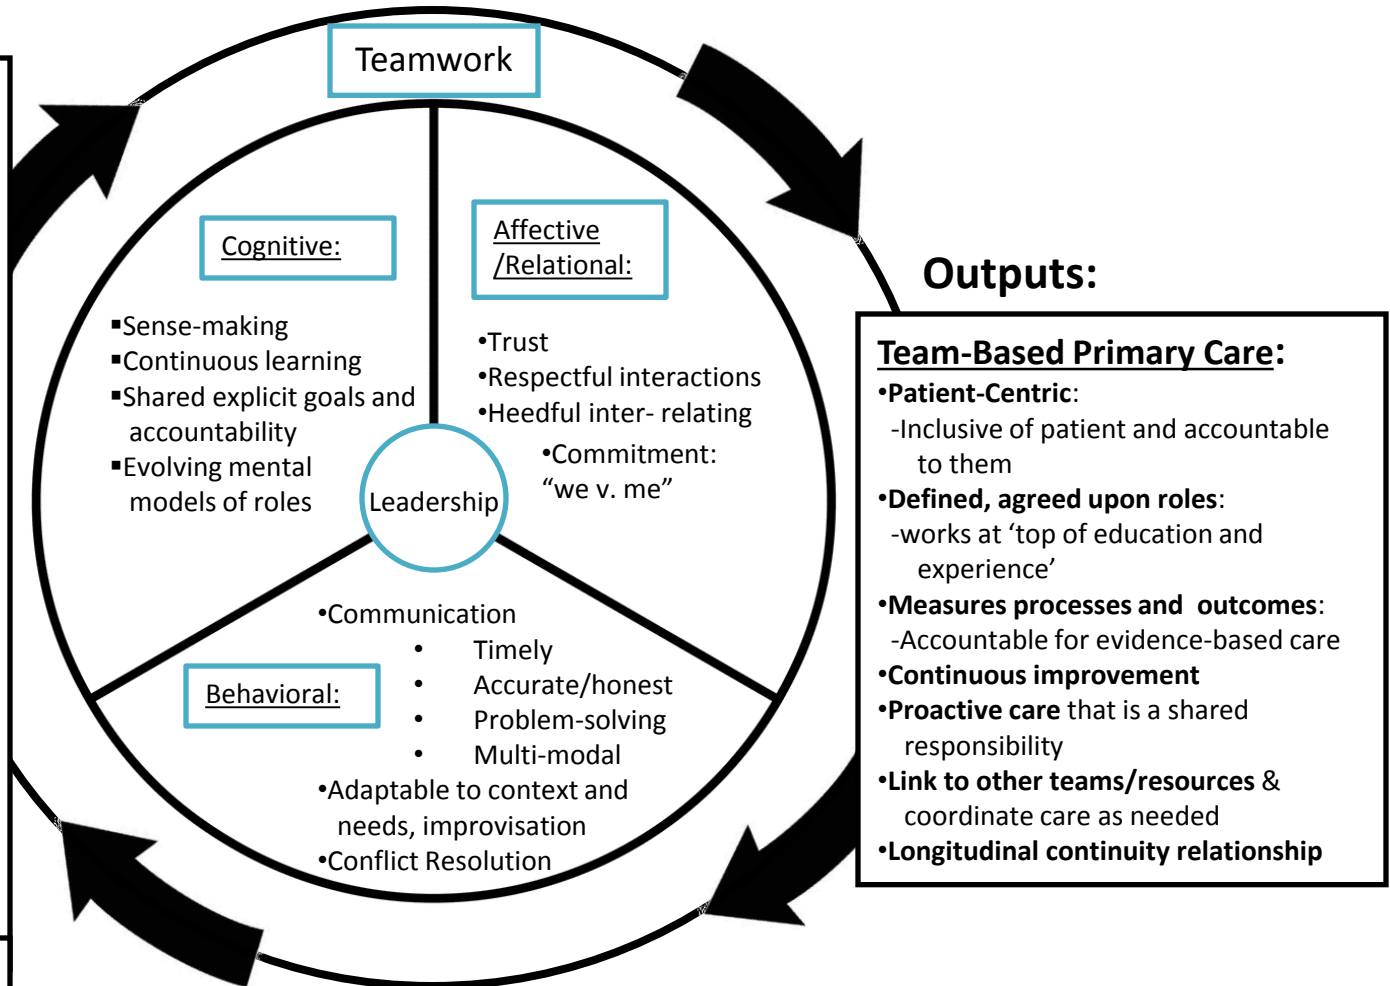 Teamwork
Cognitive:
▪Sense-making
▪Continuous learning
▪Shared explicit goals and
accountability
▪Evolving mental
models of roles
Affective
/Relational:
•Trust
•Respectful interactions
•Heedful inter- relating
•Commitment:
“we v. me”
Leadership
Behavioral:
•Communication
• Timely
• Accurate/honest
• Problem-solving
• Multi-modal
•Adaptable to context and
needs, improvisation
•Conflict Resolution
Outputs:
Team-Based Primary Care:
•Patient-Centric:
-Inclusive of patient and accountable
to them
•Defined, agreed upon roles:
-works at ‘top of education and
experience’
•Measures processes and outcomes:
-Accountable for evidence-based care
•Continuous improvement
•Proactive care that is a shared
responsibility
•Link to other teams/resources &
coordinate care as needed
•Longitudinal continuity relationship